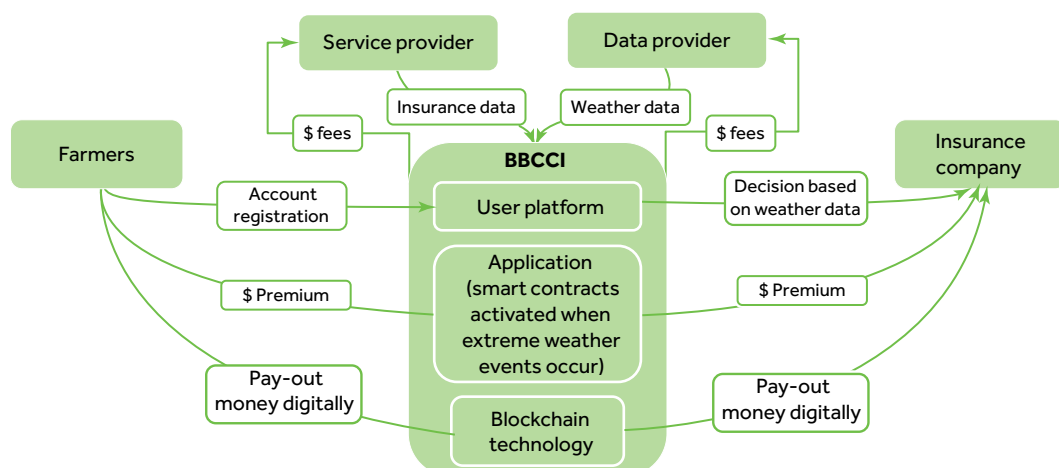 Service provider
Data provider
Insurance data
Weather data
$ fees
$ fees
Farmers
BBCCI
Insurance
company
Account
registration
User platform
Decision based
on weather data
Application
(smart contracts
activated when
extreme weather
events occur)
$ Premium
$ Premium
Pay-out
money digitally
Pay-out
money digitally
Blockchain
technology